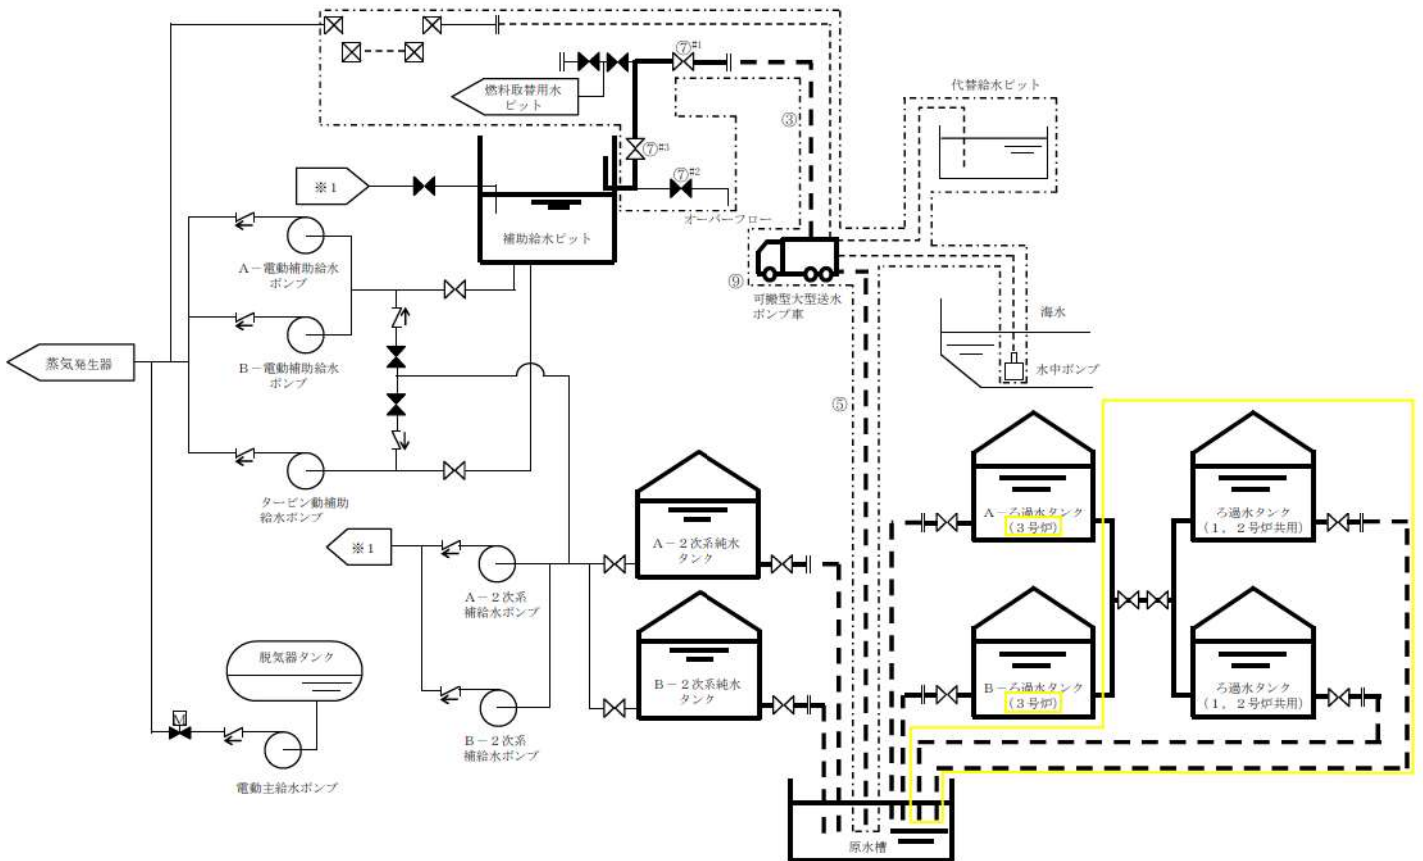 ⑦#1
燃料取替用水
ピット
代替給水ピット
③
⑦#3
⑦#2
※1
オーバーフロー
補助給水ピット
A－電動補助給水
ポンプ
⑨
可搬型大型送水
ポンプ車
海水
蒸気発生器
B－電動補助給水
ポンプ
水中ポンプ
⑤
タービン動補助
給水ポンプ
A－ろ過水タンク
(3号炉)
ろ過水タンク
(1，2号炉共用)
※1
A－2次系純水
タンク
A－2次系
補給水ポンプ
脱気器タンク
B－2次系純水
タンク
B－ろ過水タンク
(3号炉)
ろ過水タンク
(1，2号炉共用)
M
B－2次系
補給水ポンプ
電動主給水ポンプ
原水槽